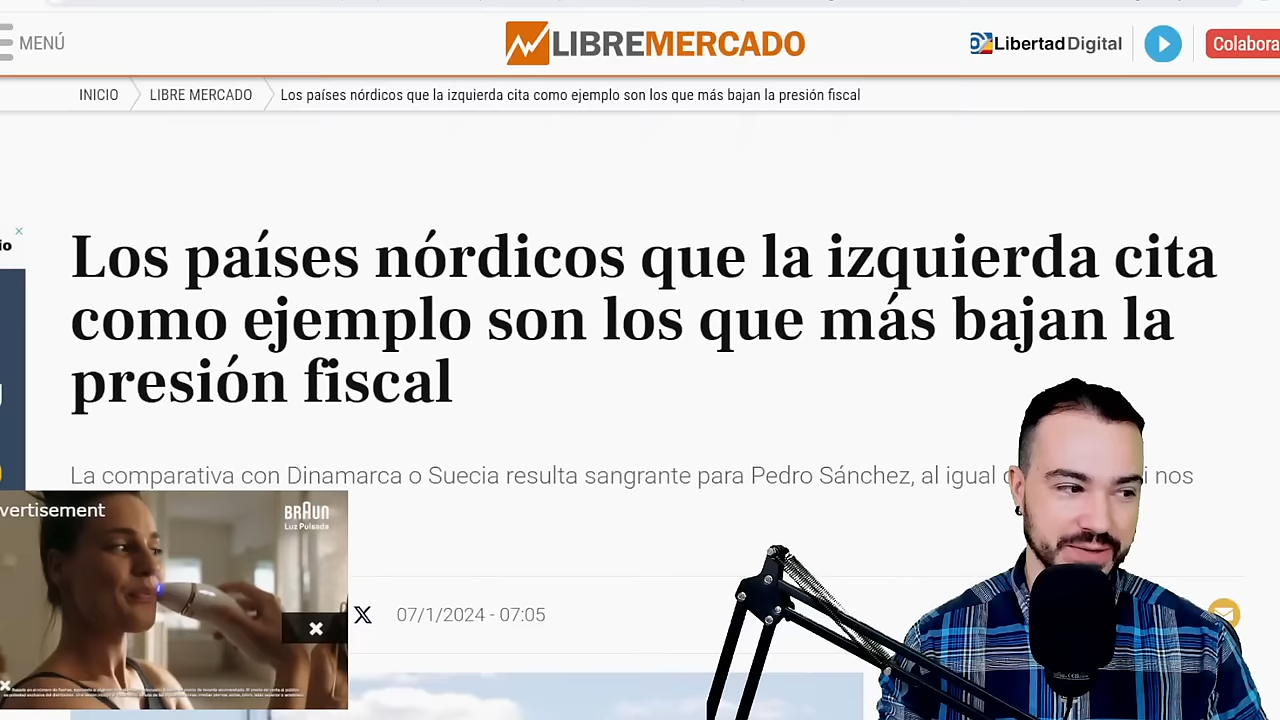 MENÚ
LIBREMERCADO
LibertadDigital
Colabora
INICIO
LIBRE MERCADO
Los países nórdicos que la izquierda cita como ejemplo son los que más bajan la presión fiscal
io
Los países nórdicos que la izquierda cita
como ejemplo son los que más bajan la
presión fiscal
La comparativa con Dinamarca o Suecia resulta sangrante para Pedro Sánchez, al igual
i nos
vertisement
BRAUN
Luz Pulsada
07/1/2024 - 07:05